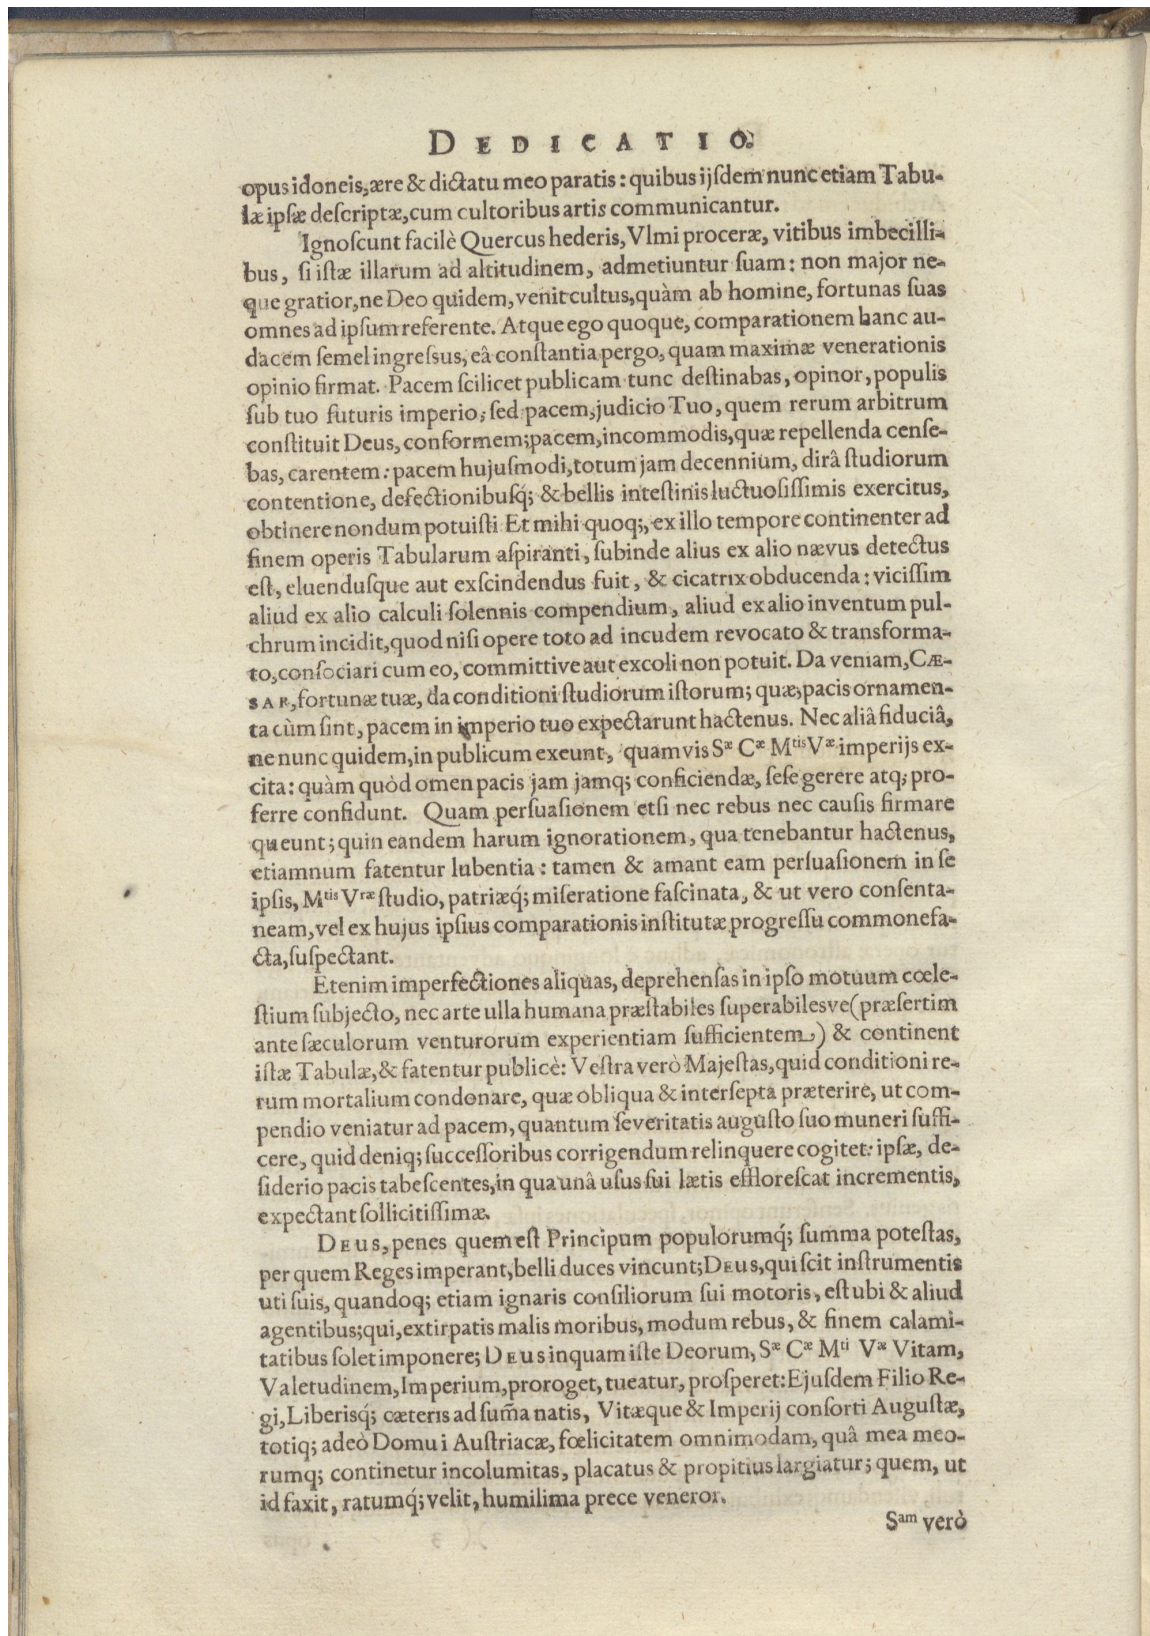 DEDICATIO.
opus idoneis, ære & dictatu meo paratis: quibus ijſdem nunc etiam Tabu-
læ ipſæ deſcriptæ, cum cultoribus artis communicantur.
Ignoſcunt facilè Quercus hederis, Vlmi proceræ, vitibus imbecilli-
bus, ſi iſtæ illarum ad altitudinem, admetiuntur ſuam: non major ne-
que gratior, ne Deo quidem, venit cultus, quàm ab homine, fortunas ſuas
omnes ad ipſum referente. Atque ego quoque, comparationem hanc au-
dacem ſemel ingreſsus, eâ conſtantia pergo, quam maximæ venerationis
opinio firmat. Pacem ſcilicet publicam tunc deſtinabas, opinor, populis
ſub tuo futuris imperio; ſed pacem, judicio Tuo, quem rerum arbitrum
conſtituit Deus, conformem; pacem, incommodis, quæ repellenda cenſe-
bas, carentem: pacem hujuſmodi, totum jam decennium, dirâ ſtudiorum
contentione, defectionibuſq́; & bellis inteſtinis luctuoſiſſimis exercitus,
obtinere nondum potuiſti Et mihi quoq;, ex illo tempore continenter ad
finem operis Tabularum aſpiranti, ſubinde alius ex alio nævus detectus
eſt, eluenduſque aut exſcindendus fuit, & cicatrix obducenda: viciſſim
aliud ex alio calculi ſolennis compendium, aliud ex alio inventum pul-
chrum incidit, quod niſi opere toto ad incudem revocato & transforma-
to, conſociari cum eo, committive aut excoli non potuit. Da veniam, CÆ-
SAR, fortunæ tuæ, da conditioni ſtudiorum iſtorum; quæ, pacis ornamen-
ta cùm ſint, pacem in imperio tuo expectarunt hactenus. Nec aliâ fiduciâ,
ne nunc quidem, in publicum exeunt, quamvis Sæ Cæ Mtis Væ imperijs ex-
cita: quàm quòd omen pacis jam jamq; conficiendæ, ſeſe gerere atq; pro-
ferre confidunt. Quam perſuaſionem etſi nec rebus nec cauſis firmare
queunt; quin eandem harum ignorationem, qua tenebantur hactenus,
etiamnum fatentur lubentia: tamen & amant eam perſuaſionem in ſe
ipſis, Mtis Vræ ſtudio, patriæq́; miſeratione faſcinata, & ut vero conſenta-
neam, vel ex hujus ipſius comparationis inſtitutæ progreſſu commonefa-
cta, ſuſpectant.
Etenim imperfectiones aliquas, deprehenſas in ipſo motuum cœle-
ſtium ſubjecto, nec arte ulla humana præſtabiles ſuperabilesve (præſertim
ante ſæculorum venturorum experientiam ſufficientem) & continent
iſtæ Tabulæ, & fatentur publicè: Veſtra verò Majeſtas, quid conditioni re-
rum mortalium condonare, quæ obliqua & interſepta præterire, ut com-
pendio veniatur ad pacem, quantum ſeveritatis auguſto ſuo muneri ſuffi-
cere, quid deniq; ſucceſſoribus corrigendum relinquere cogitet: ipſæ, de-
ſiderio pacis tabeſcentes, in qua unâ uſus ſui lætis effloreſcat incrementis,
expectant ſollicitiſſimæ.
DEUS, penes quem eſt Principum populorumq́; ſumma poteſtas,
per quem Reges imperant, belli duces vincunt; DEUS, qui ſcit inſtrumentis
uti ſuis, quandoq; etiam ignaris conſiliorum ſui motoris, eſt ubi & aliud
agentibus; qui, extirpatis malis moribus, modum rebus, & finem calami-
tatibus ſolet imponere; DEUS inquam iſte Deorum, Sæ Cæ Mti Væ Vitam,
Valetudinem, Imperium, proroget, tueatur, proſperet: Ejuſdem Filio Re-
gi, Liberisq́; cæteris ad ſum̃a natis, Vitæque & Imperij conſorti Auguſtæ,
totiq; adeò Domui Auſtriacæ, fœlicitatem omnimodam, quâ mea meo-
rumq; continetur incolumitas, placatus & propitius largiatur; quem, ut
id faxit, ratumq́; velit, humilima prece veneror.
Sam verò